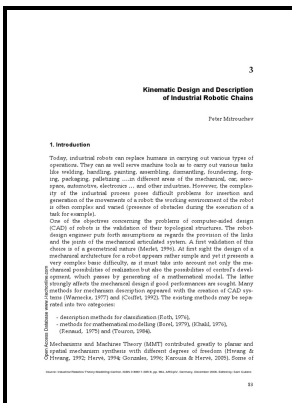 3
Kinematic Design and Description
of Industrial Robotic Chains
Peter Mitrouchev
1. Introduction
Today, industrial robots can replace humans in carrying out various types of
operations. They can as well serve machine tools as to carry out various tasks
like welding, handling, painting, assembling, dismantling, foundering, forg-
ing, packaging, palletizing ….in different areas of the mechanical, car, aero-
space, automotive, electronics … and other industries. However, the complex-
ity of the industrial process poses difficult problems for insertion and
generation of the movements of a robot: the working environment of the robot
is often complex and varied (presence of obstacles during the execution of a
task for example).
One of the objectives concerning the problems of computer-aided design
(CAD) of robots is the validation of their topological structures. The robot-
design engineer puts forth assumptions as regards the provision of the links
and the joints of the mechanical articulated system. A first validation of this
choice is of a geometrical nature (Merlet, 1996). At first sight the design of a
mechanical architecture for a robot appears rather simple and yet it presents a
very complex basic difficulty, as it must take into account not only the me-
chanical possibilities of realization but also the possibilities of control's devel-
opment, which passes by generating of a mathematical model. The latter
strongly affects the mechanical design if good performances are sought. Many
methods for mechanism description appeared with the creation of CAD sys-
tems (Warnecke, 1977) and (Coiffet, 1992). The existing methods may be sepa-
rated into two categories:
- description methods for classification (Roth, 1976),
- methods for mathematical modelling (Borel, 1979), (Khalil, 1976),
(Renaud, 1975) and (Touron, 1984).
Mechanisms and Machines Theory (MMT) contributed greatly to planar and
spatial mechanism synthesis with different degrees of freedom (Hwang &
Hwang, 1992; Hervé, 1994; Gonzales, 1996; Karouia & Hervè, 2005). Some of
Open Access Database www.i-techonline.com